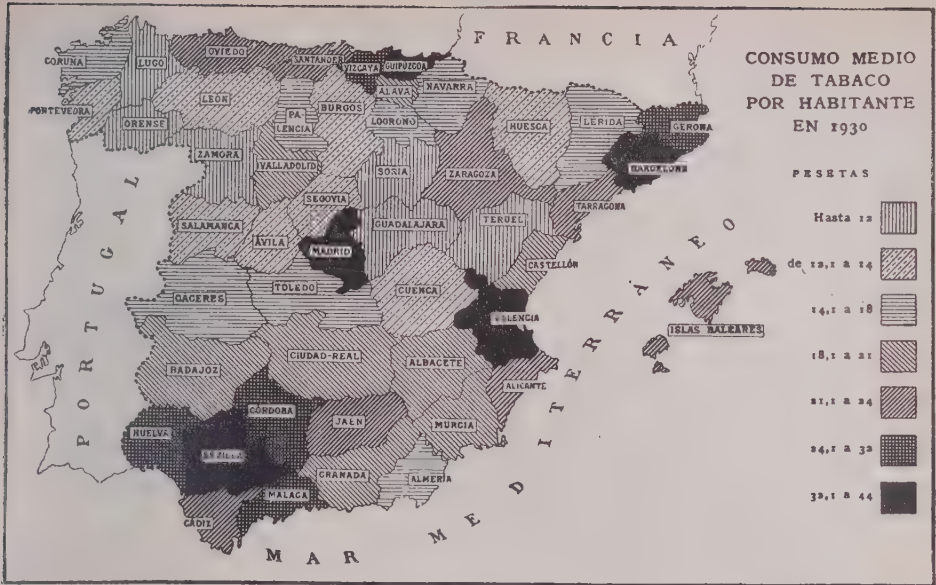 FRANCIA
CONSUMO MEDIO
DE TABACO
POR HABITANTE
EN 1930
PESETAS
Hasta 12
de 12,1 a 14
14,1 a 18
18,1 a 21
21,1 a 24
24,1 a 32
32,1 a 44
CORUÑA
LUGO
OVIEDO
SANTANDER
VIZCAYA
GUIPUZCOA
PONTEVEDRA
ORENSE
LEÓN
PA-
LENCIA
BURGOS
ALAVA
NAVARRA
LOGROÑO
HUESCA
LÉRIDA
GERONA
BARCELONA
ZAMORA
VALLADOLID
SORIA
ZARAGOZA
TARRAGONA
SALAMANCA
ÁVILA
SEGOVIA
MADRID
GUADALAJARA
TERUEL
CASTELLÓN
CÁCERES
TOLEDO
CUENCA
VALENCIA
ISLAS BALEARES
BADAJOZ
CIUDAD-REAL
ALBACETE
ALICANTE
HUELVA
CÓRDOBA
JAÉN
MURCIA
SEVILLA
GRANADA
ALMERÍA
MALAGA
CÁDIZ
PORTUGAL
MAR MEDITERRÁNEO